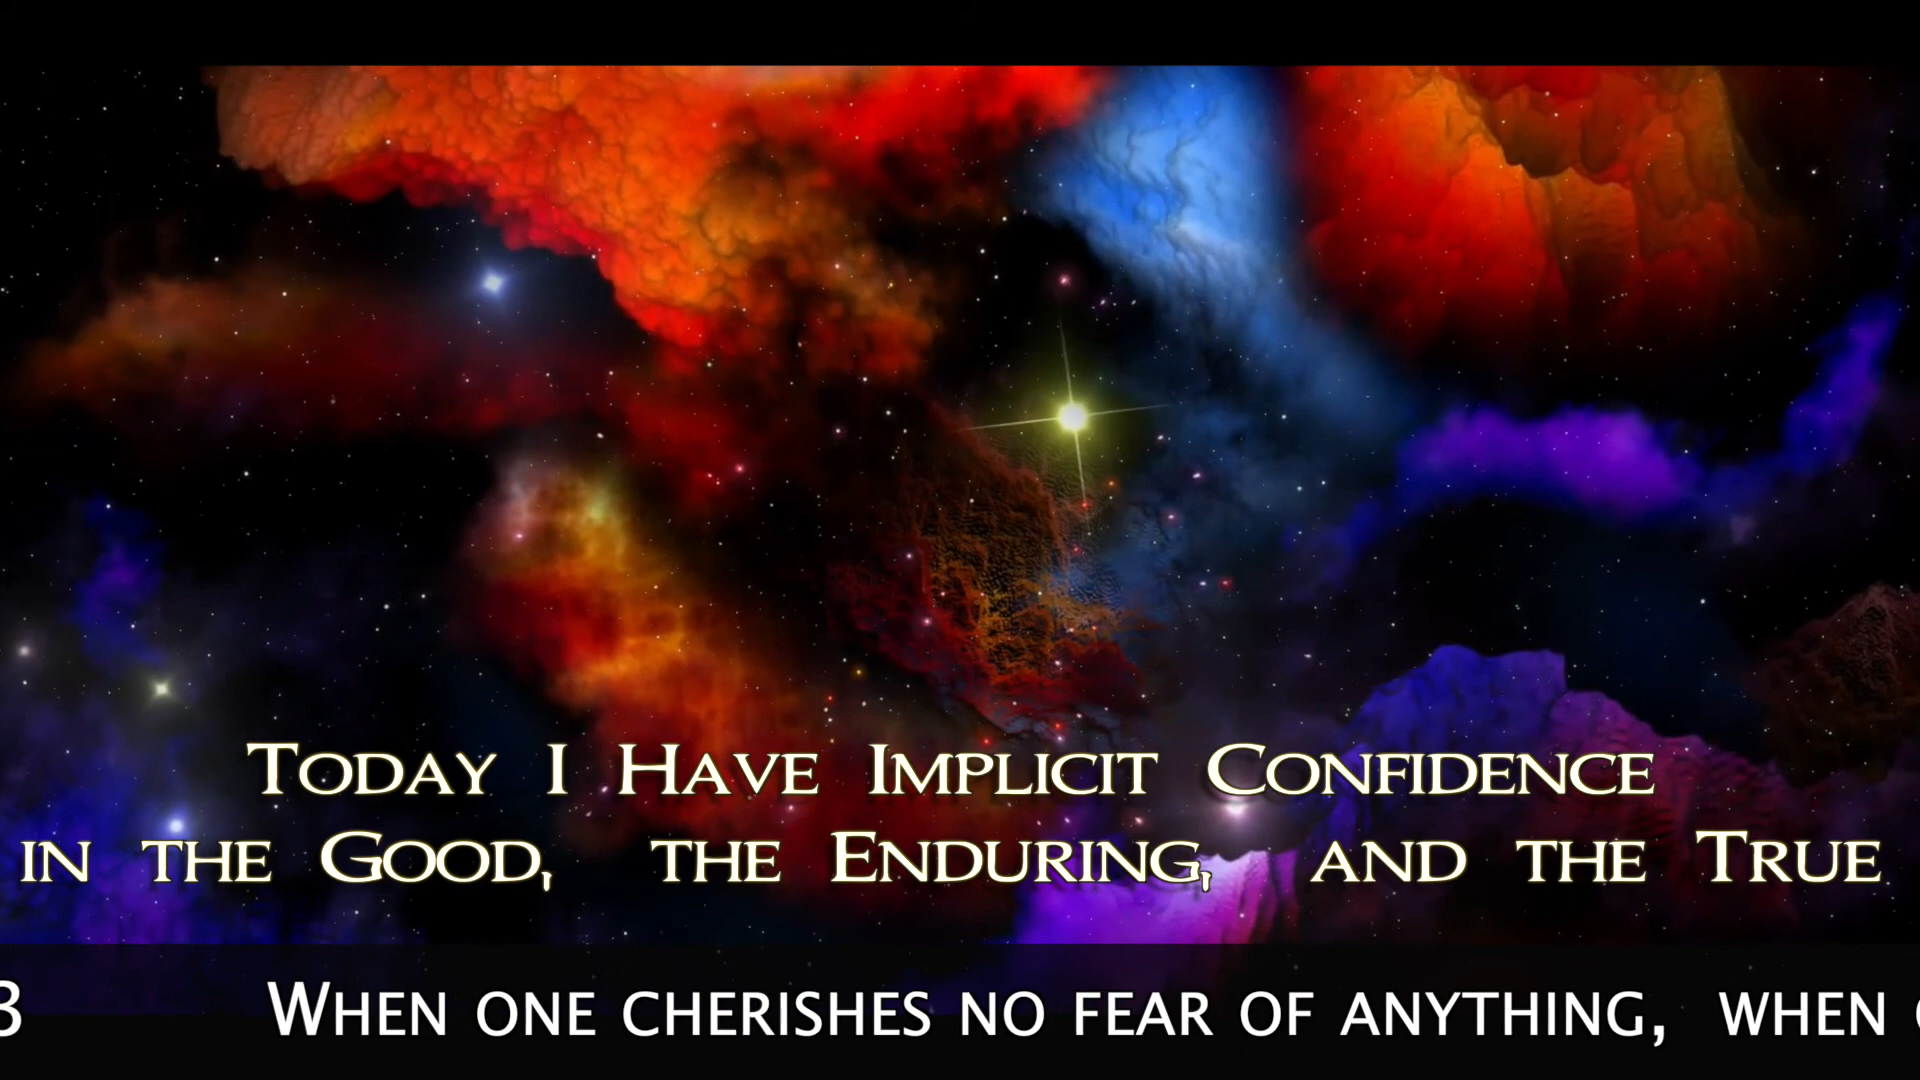 Today I Have Implicit Confidence
in the Good, the Enduring, and the True
3 When one cherishes no fear of anything, when